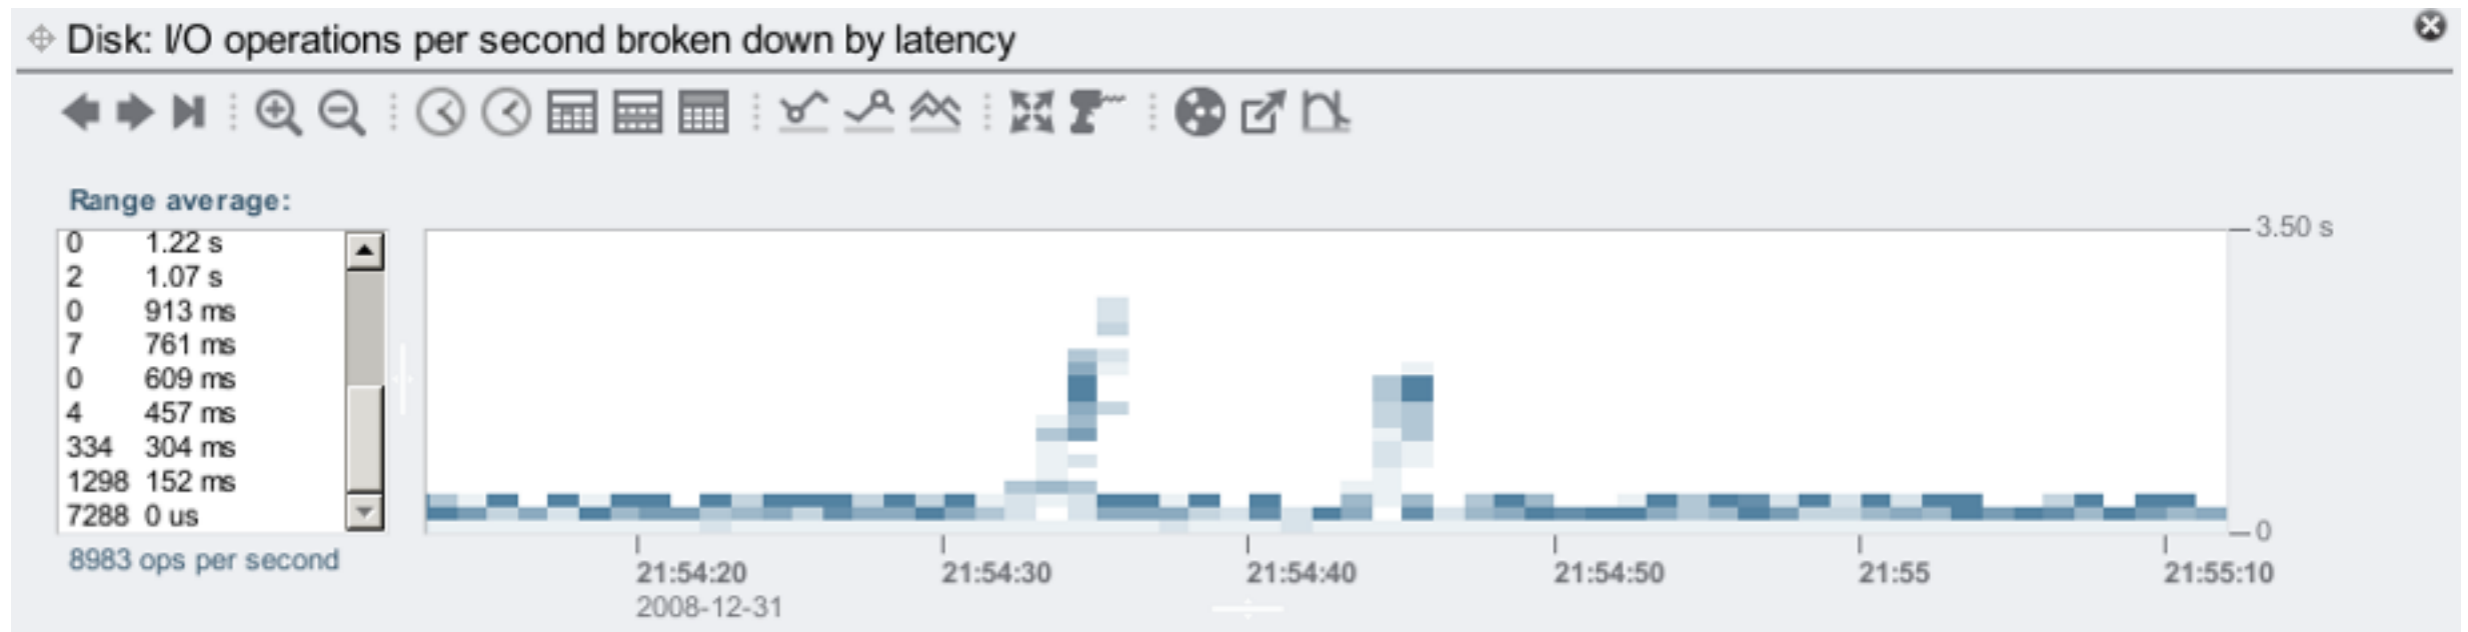 Disk: I/O operations per second broken down by latency
Range average:
0 1.22 s
2 1.07 s
0 913 ms
7 761 ms
0 609 ms
4 457 ms
334 304 ms
1298 152 ms
7288 0 us
8983 ops per second
3.50 s
0
21:54:20 21:54:30 21:54:40 21:54:50 21:55 21:55:10
2008-12-31